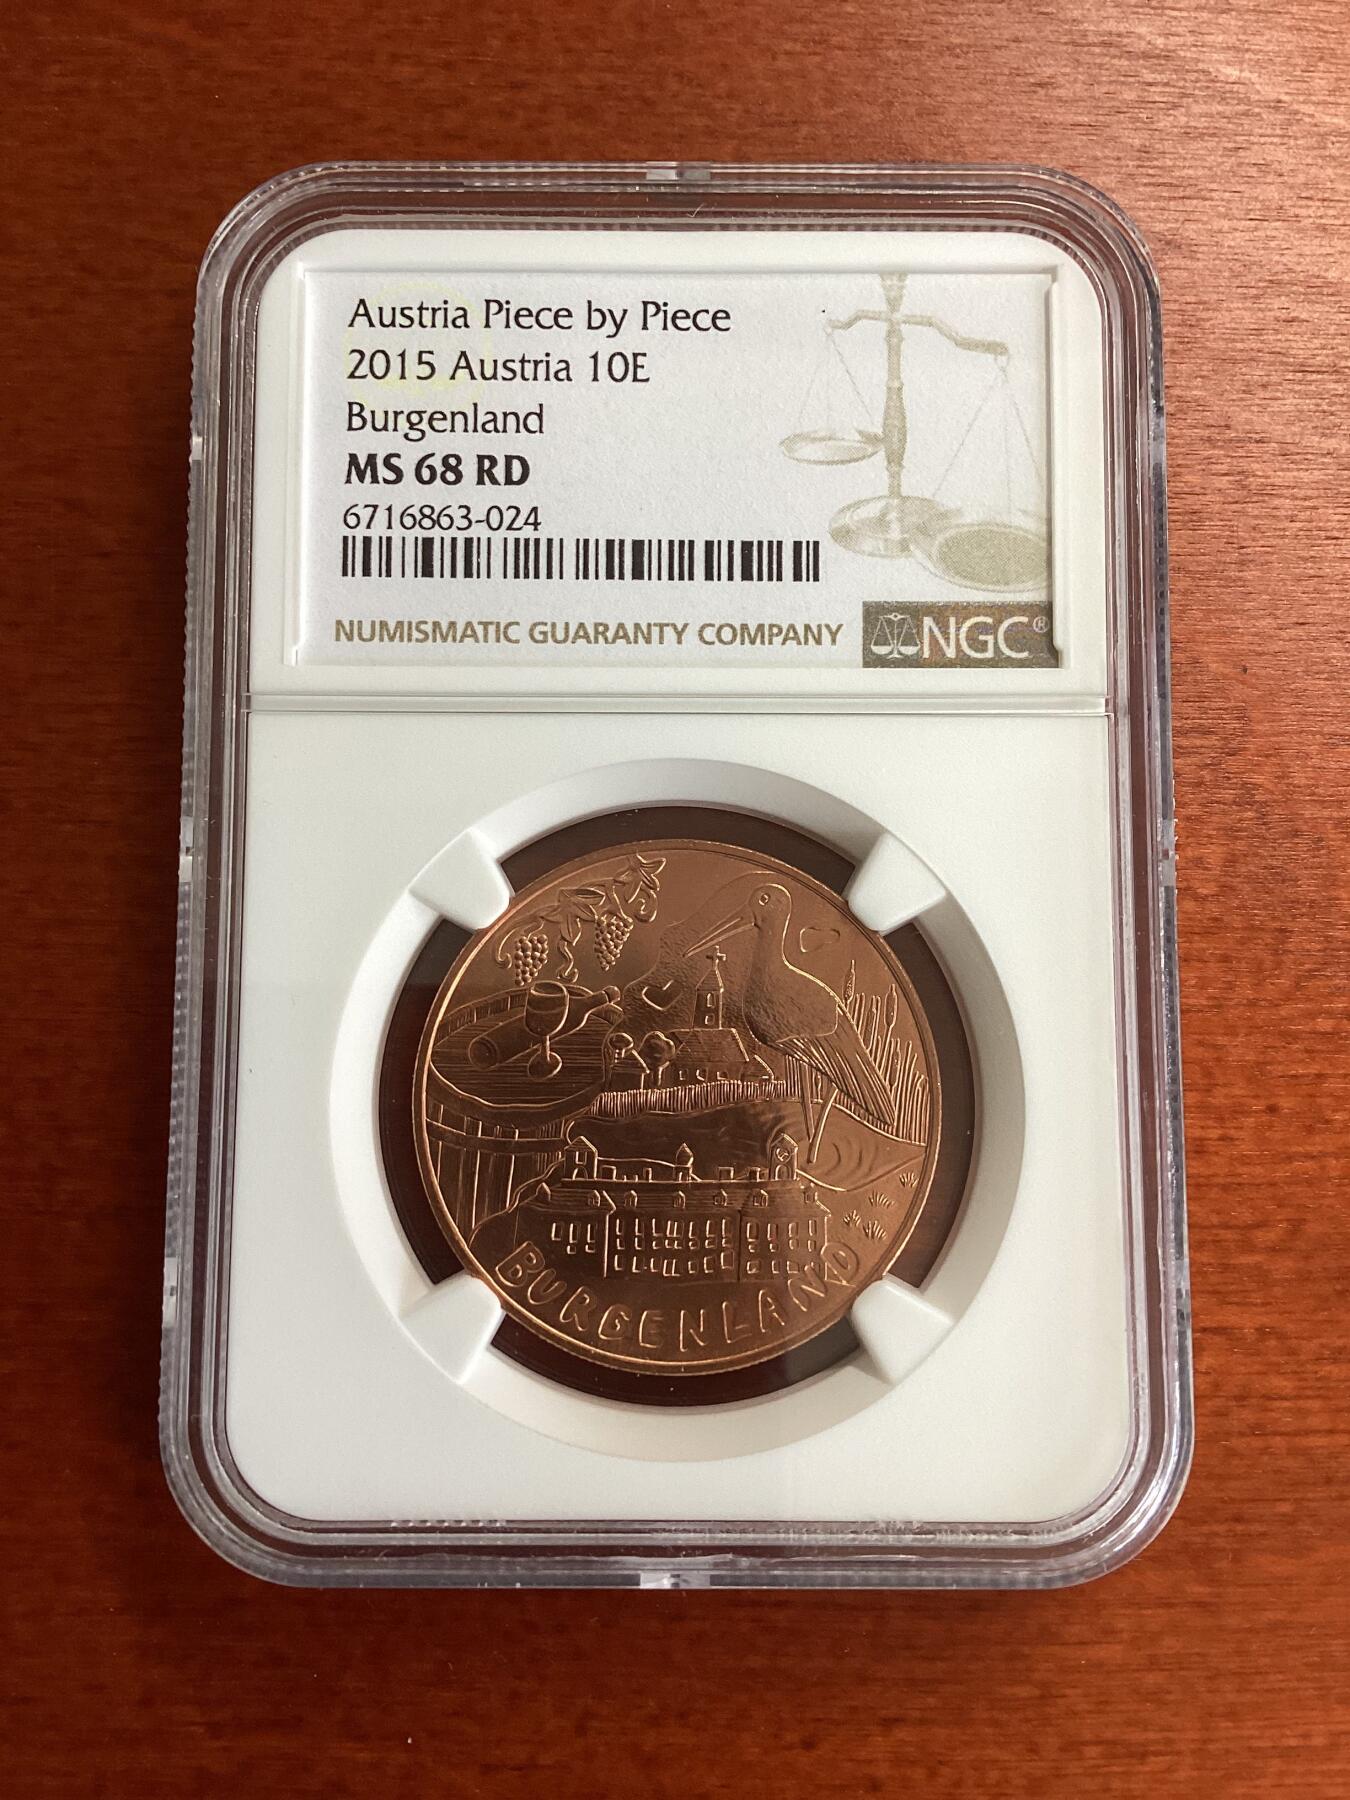 Austria Piece by Piece
2015 Austria 10E
Burgenland
MS 68 RD
6716863-024
NUMISMATIC GUARANTY COMPANY
NGC®
BURGENLAND